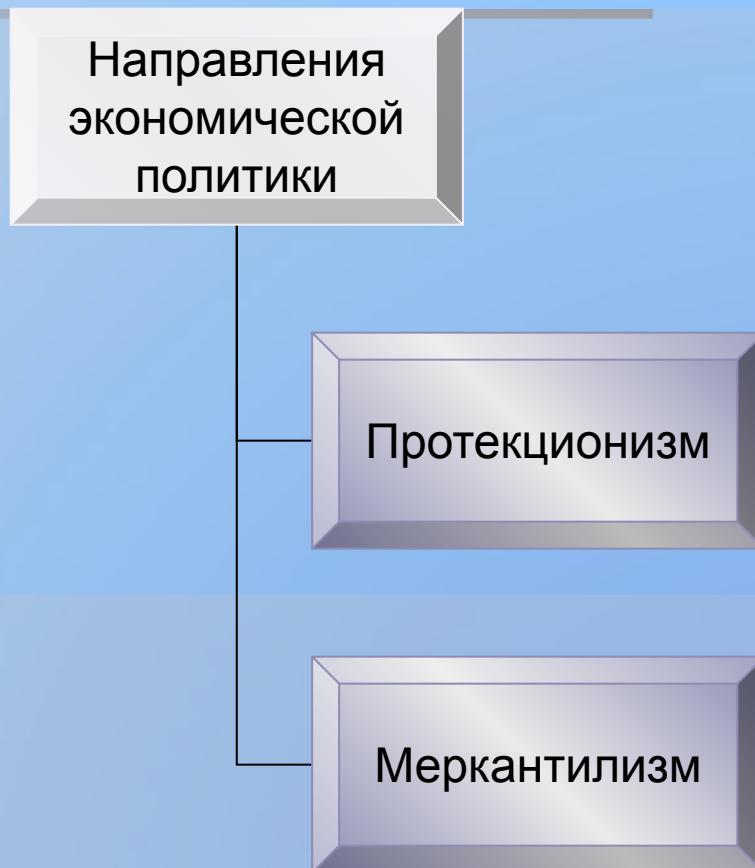 Направления
экономической
политики
Протекционизм
Меркантилизм